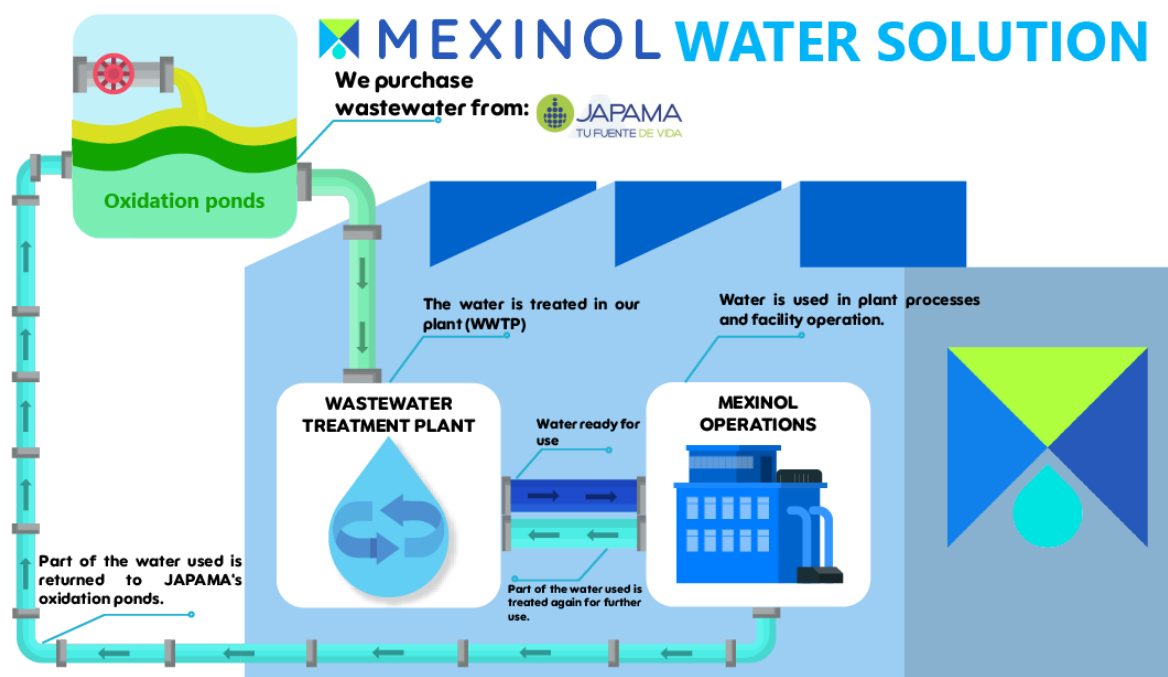 MEXINOL WATER SOLUTION
We purchase
wastewater from:
JAPAMA
TU FUENTE DE VIDA
Oxidation ponds
The water is treated in our
plant (WWTP)
Water is used in plant processes
and facility operation.
WASTEWATER
TREATMENT PLANT
Water ready for
use
MEXINOL
OPERATIONS
Part of the water used is
treated again for further
use.
Part of the water used is
returned to JAPAMA's
oxidation ponds.